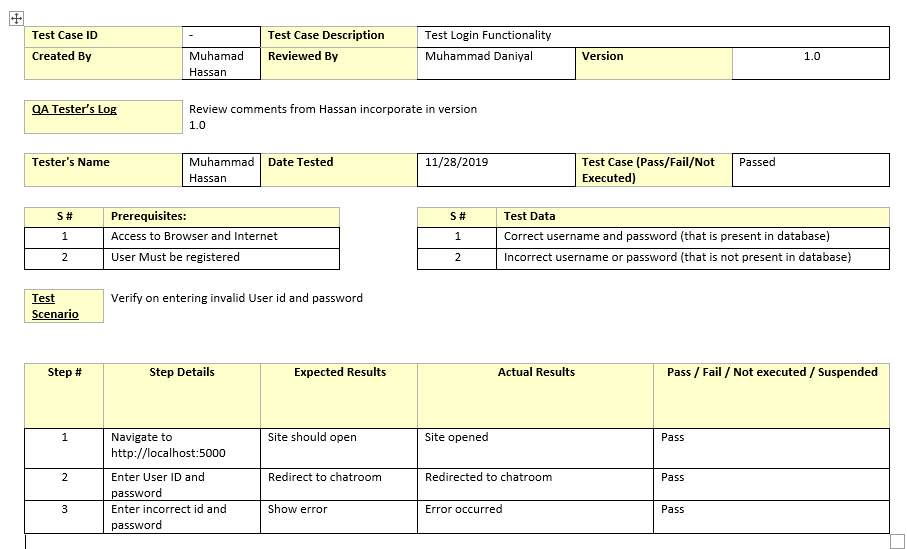 Test Case ID - Test Case Description Test Login Functionality
Created By Muhamad Hassan Reviewed By Muhammad Daniyal Version 1.0
QA Tester's Log Review comments from Hassan incorporate in version
1.0
Tester's Name Muhammad Hassan Date Tested 11/28/2019 Test Case (Pass/Fail/Not Executed) Passed
S # Prerequisites:
1 Access to Browser and Internet
2 User Must be registered
S # Test Data
1 Correct username and password (that is present in database)
2 Incorrect username or password (that is not present in database)
Test Scenario Verify on entering invalid User id and password
Step # Step Details Expected Results Actual Results Pass / Fail / Not executed / Suspended
1 Navigate to http://localhost:5000 Site should open Site opened Pass
2 Enter User ID and password Redirect to chatroom Redirected to chatroom Pass
3 Enter incorrect id and password Show error Error occurred Pass